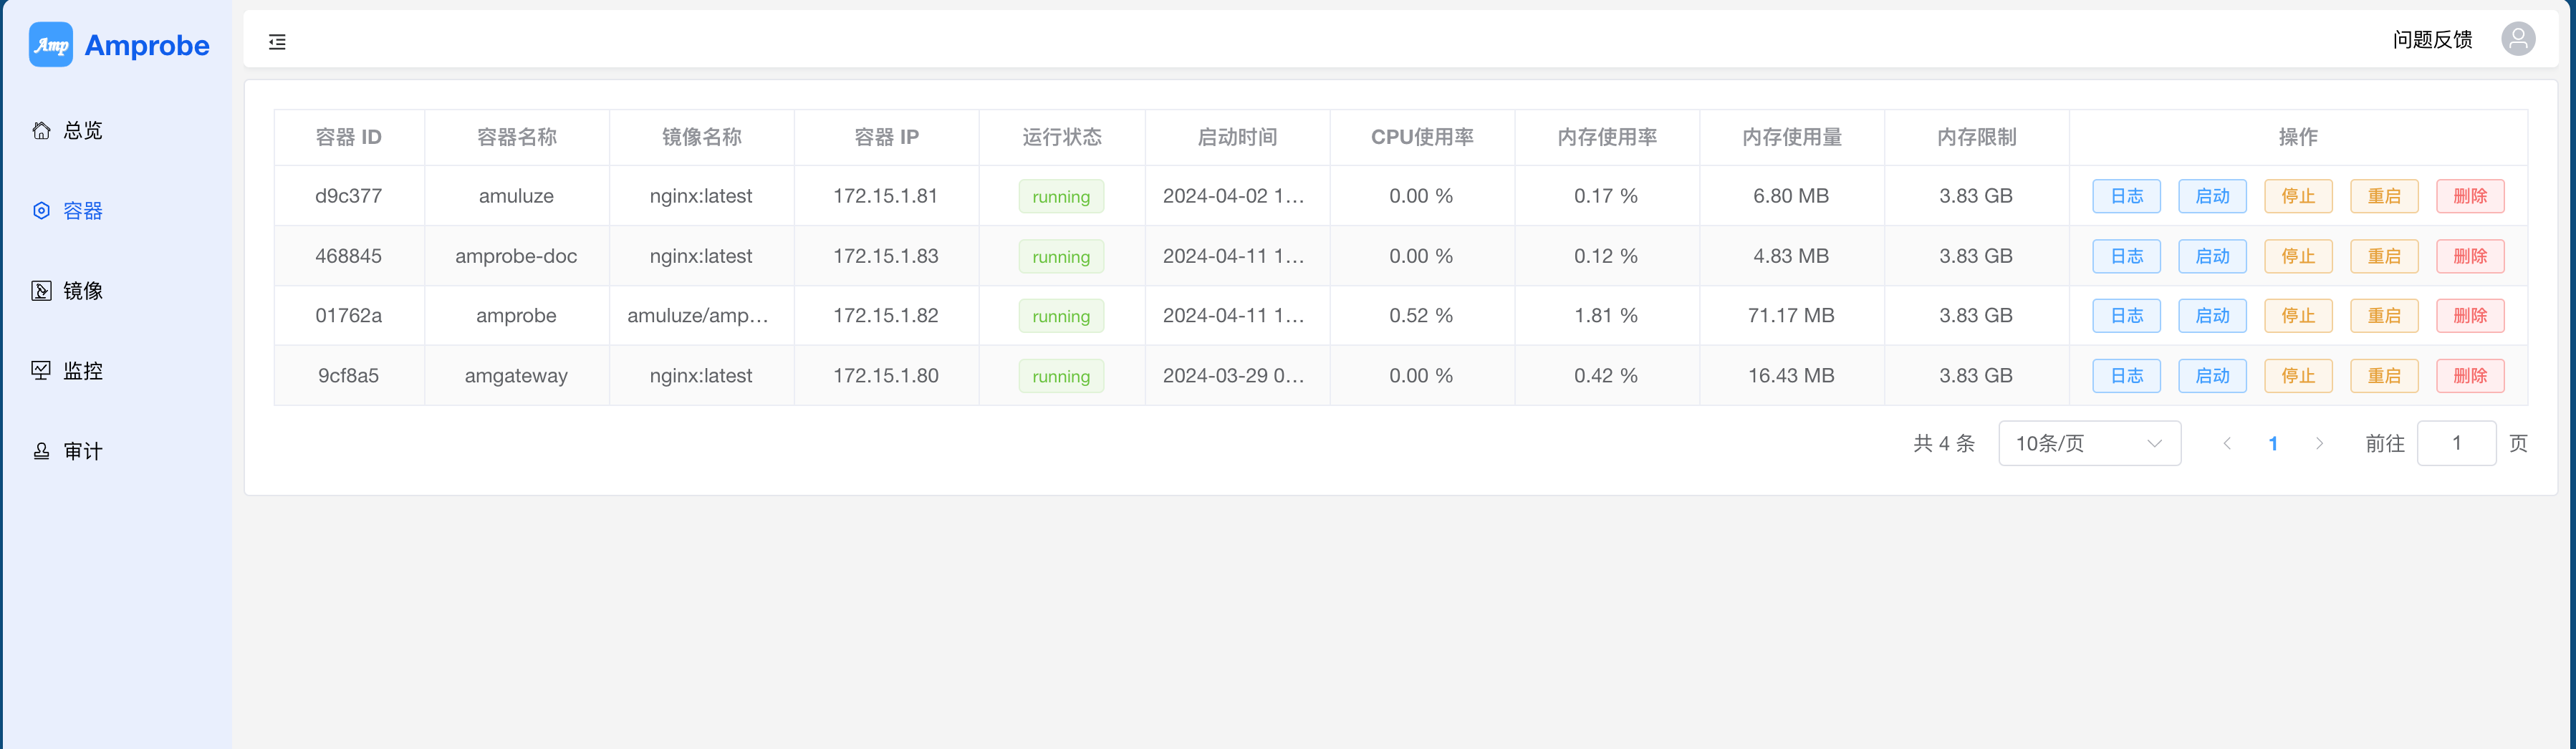 Amp Amprobe
问题反馈
总览
容器
镜像
监控
审计
容器 ID 容器名称 镜像名称 容器 IP 运行状态 启动时间 CPU使用率 内存使用率 内存使用量 内存限制 操作
d9c377 amuluze nginx:latest 172.15.1.81 running 2024-04-02 1... 0.00 % 0.17 % 6.80 MB 3.83 GB 日志 启动 停止 重启 删除
468845 amprobe-doc nginx:latest 172.15.1.83 running 2024-04-11 1... 0.00 % 0.12 % 4.83 MB 3.83 GB 日志 启动 停止 重启 删除
01762a amprobe amuluze/amp... 172.15.1.82 running 2024-04-11 1... 0.52 % 1.81 % 71.17 MB 3.83 GB 日志 启动 停止 重启 删除
9cf8a5 amgateway nginx:latest 172.15.1.80 running 2024-03-29 0... 0.00 % 0.42 % 16.43 MB 3.83 GB 日志 启动 停止 重启 删除
共 4 条 10条/页 1 前往 1 页